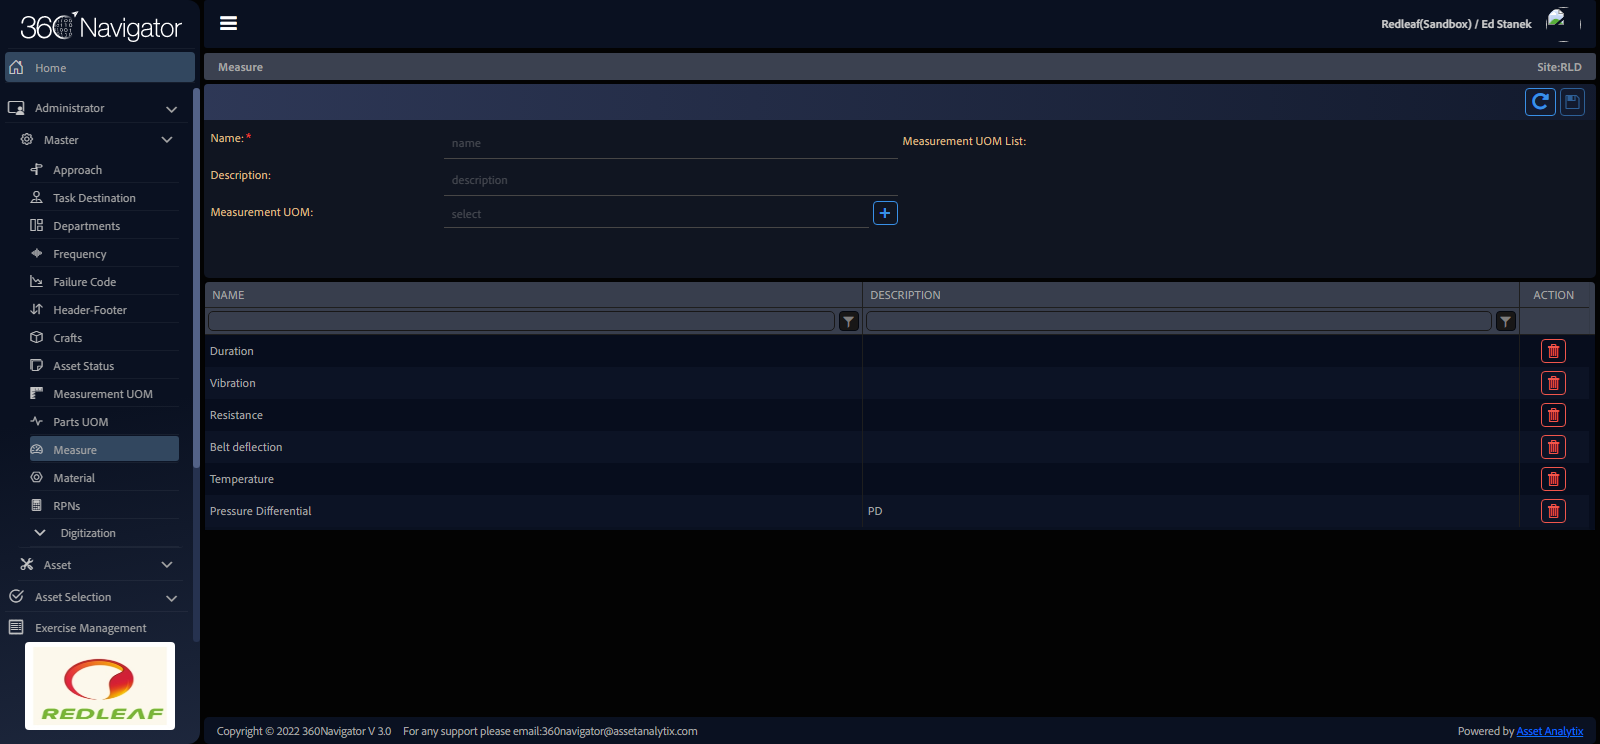 360 Navigator
Redleaf(Sandbox) / Ed Stanek
Home
Measure
Site:RLD
Administrator
Master
Approach
Task Destination
Departments
Frequency
Failure Code
Header-Footer
Crafts
Asset Status
Measurement UOM
Parts UOM
Measure
Material
RPNs
Digitization
Asset
Asset Selection
Exercise Management
REDLEAF
Name:*
name
Measurement UOM List:
Description:
description
Measurement UOM:
select
NAME DESCRIPTION ACTION
Duration
Vibration
Resistance
Belt deflection
Temperature
Pressure Differential PD
Copyright © 2022 360Navigator V 3.0 For any support please email:360navigator@assetanalytix.com
Powered by Asset Analytix